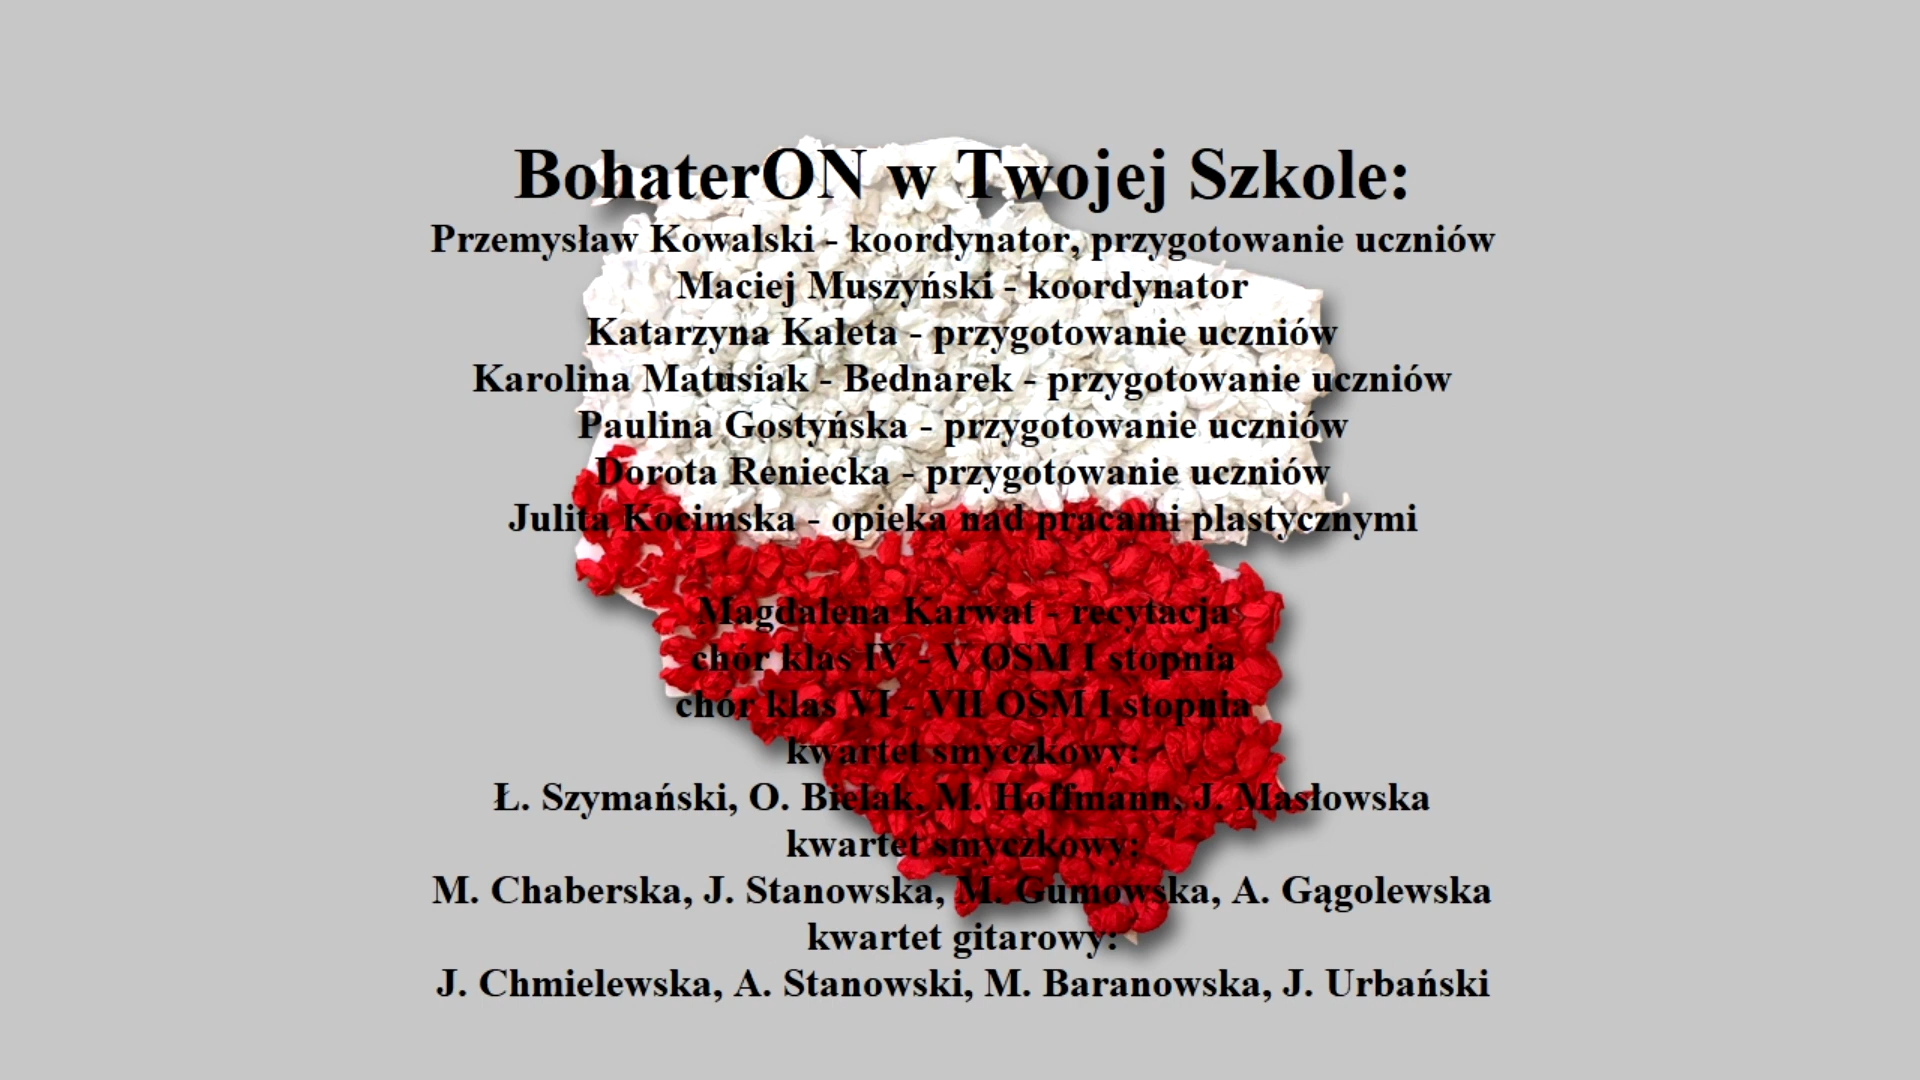 BohaterON w Twojej Szkole:
Przemysław Kowalski - koordynator, przygotowanie uczniów
Maciej Muszyński - koordynator
Katarzyna Kaleta - przygotowanie uczniów
Karolina Matusiak - Bednarek - przygotowanie uczniów
Paulina Gostyńska - przygotowanie uczniów
Dorota Reniecka - przygotowanie uczniów
Julita Kocimska - opieka nad pracami plastycznymi
Magdalena Karwat - recytacja
chór klas IV - V OSM I stopnia
chór klas VI - VII OSM I stopnia
kwartet smyczkowy:
Ł. Szymański, O. Bielak, M. Hoffmann, J. Masłowska
kwartet smyczkowy:
M. Chaberska, J. Stanowska, M. Gumowska, A. Gągolewska
kwartet gitarowy:
J. Chmielewska, A. Stanowski, M. Baranowska, J. Urbański